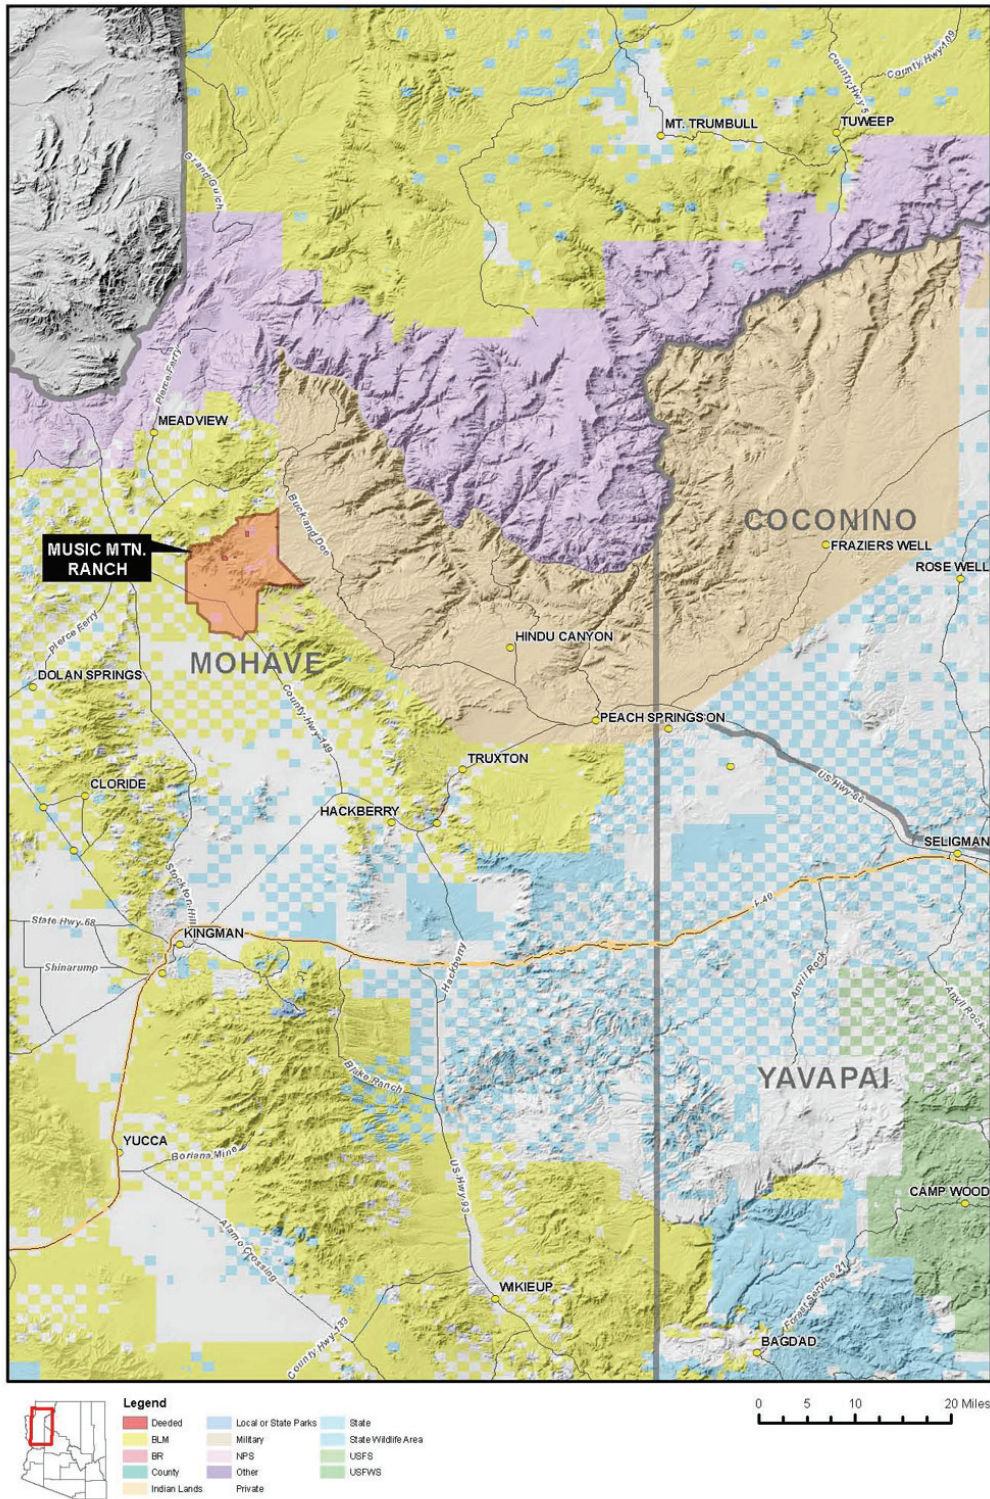 County Hwy 109
County Hwy 5
MT. TRUMBULL
TUWEEP
Grand Gulch
Pierce Ferry
MEADVIEW
Buck and Doe
COCONINO
MUSIC MTN.
RANCH
FRAZIERS WELL
ROSE WELL
Pierce Ferry
HINDU CANYON
MOHAVE
DOLAN SPRINGS
County Hwy 149
PEACH SPRINGS
ON
TRUXTON
US Hwy 66
CLORIDE
HACKBERRY
SELIGMAN
Stockton Hill
I-40
State Hwy 68
KINGMAN
Hackberry
Shinarump
Anvil Rock
Anvil Rock
Blake Ranch
YAVAPAI
YUCCA
Boriana Mine
US Hwy 93
CAMP WOOD
Alamo Crossing
WIKIEUP
Forest Service 21
County Hwy 133
BAGDAD
Legend
Deeded
BLM
BR
County
Indian Lands
Local or State Parks
Military
NPS
Other
Private
State
State Wildlife Area
USFS
USFWS
0 5 10 20 Miles